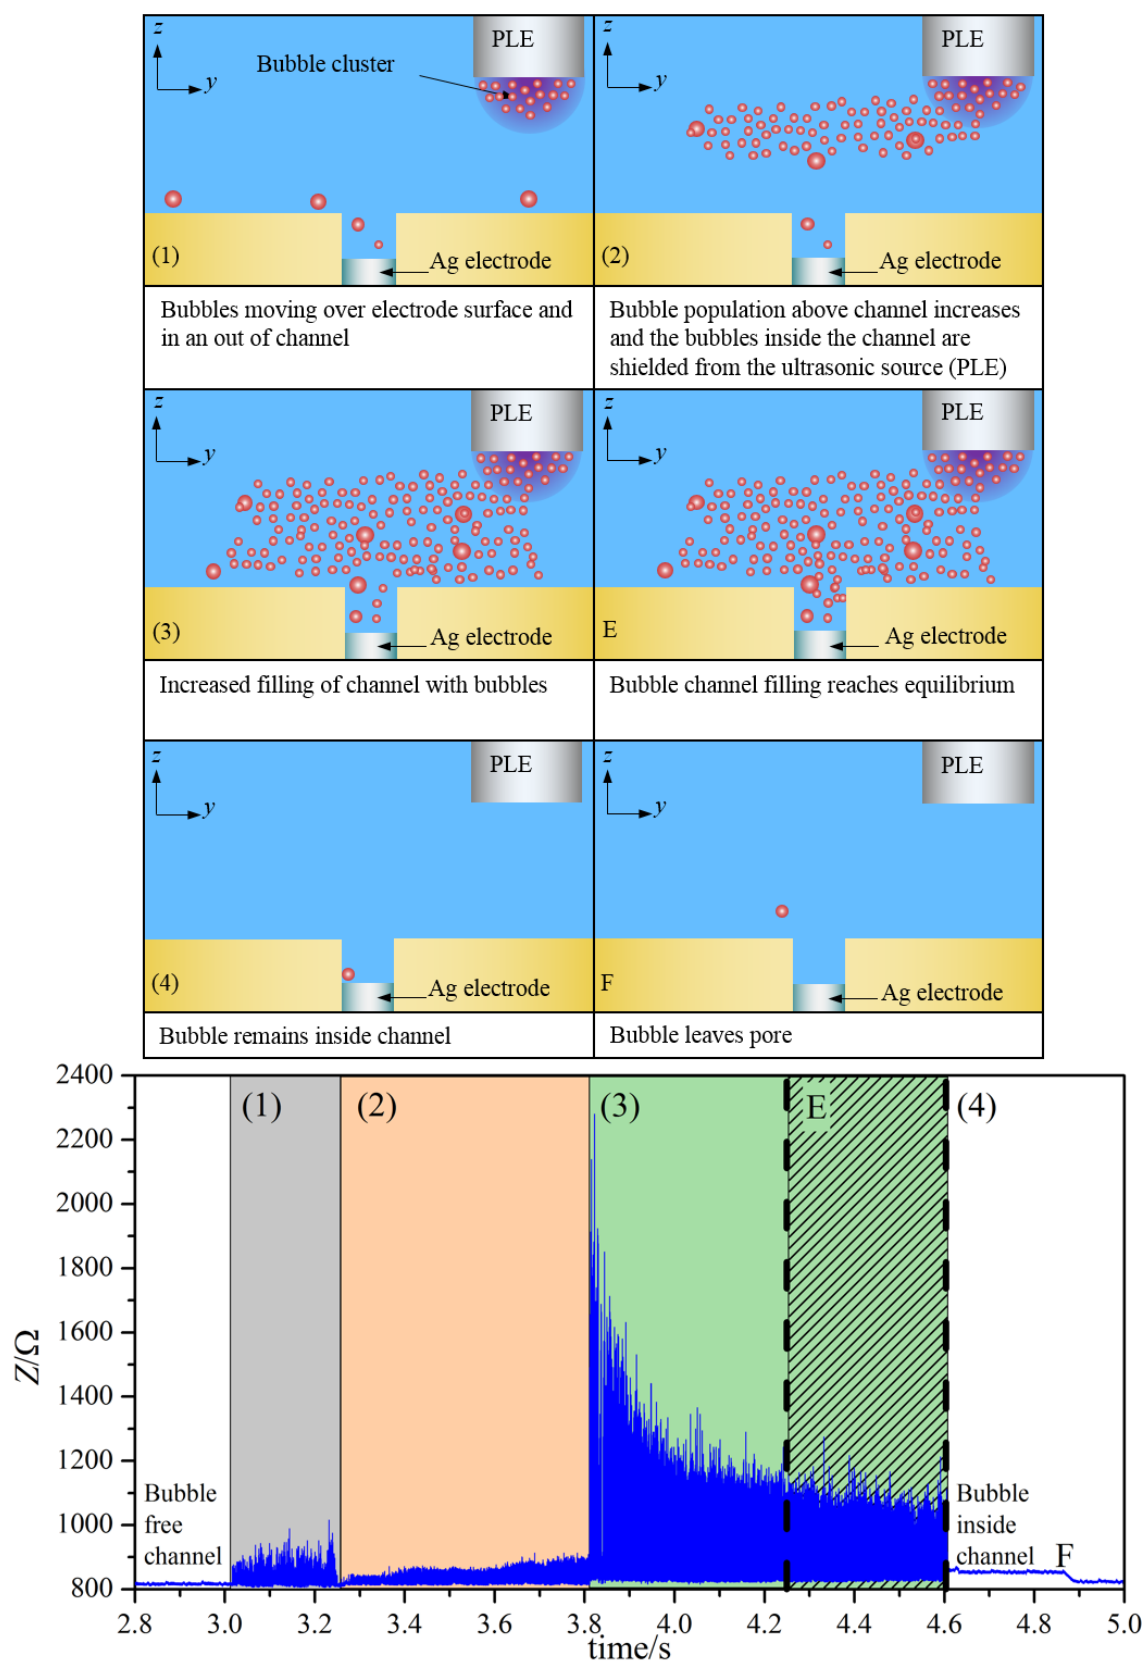 z
y
PLE
Bubble cluster
(1)
Ag electrode
Bubbles moving over electrode surface and
in an out of channel
z
y
PLE
(2)
Ag electrode
Bubble population above channel increases
and the bubbles inside the channel are
shielded from the ultrasonic source (PLE)
z
y
PLE
(3)
Ag electrode
Increased filling of channel with bubbles
z
y
PLE
E
Ag electrode
Bubble channel filling reaches equilibrium
z
y
PLE
(4)
Ag electrode
Bubble remains inside channel
z
y
PLE
F
Ag electrode
Bubble leaves pore
2400
2200
2000
1800
1600
1400
1200
1000
800
Z/Ω
(1)
(2)
(3)
E
(4)
Bubble
free
channel
Bubble
inside
channel
F
2.8 3.0 3.2 3.4 3.6 3.8 4.0 4.2 4.4 4.6 4.8 5.0
time/s